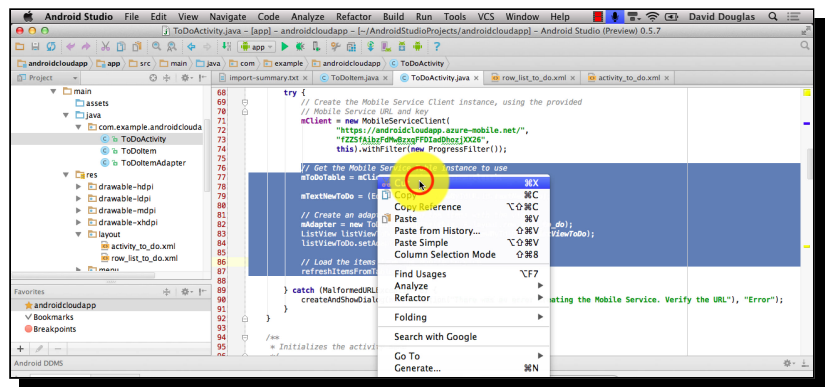 Android Studio File Edit View Navigate Code Analyze Refactor Build Run Tools VCS Window Help David Douglas
ToDoActivity.java - [app] - androidcloudapp - [~/AndroidStudioProjects/androidcloudapp] - Android Studio (Preview) 0.5.7
app
androidcloudapp app src main java com example androidcloudapp ToDoActivity
Project import-summary.txt ToDoItem.java ToDoActivity.java row_list_to_do.xml activity_to_do.xml
main
assets
java
com.example.androidclouda
ToDoActivity
ToDoItem
ToDoItemAdapter
res
drawable-hdpi
drawable-ldpi
drawable-mdpi
drawable-xhdpi
layout
activity_to_do.xml
row_list_to_do.xml
menu
Favorites
androidcloudapp
Bookmarks
Breakpoints
Android DDMS
68 try {
69 // Create the Mobile Service Client instance, using the provided
70 // Mobile Service URL and key
71 mClient = new MobileServiceClient(
72 "https://androidcloudapp.azure-mobile.net/",
73
74 this).withFilter(new ProgressFilter());
75
76 // Get the Mobile Service instance to use
77 mToDoTable = mClie
78
79 mTextNewToDo = (E
80
81 // Create an adap
82 mAdapter = new ToD _do);
83 ListView listView istViewToDo);
84 listViewToDo.setA
85
86 // Load the items
87 refreshItemsFromTa
88
89 } catch (MalformedURLE
90 createAndShowDialo ating the Mobile Service. Verify the URL"), "Error");
91 }
92 }
93
94 /**
95 * Initializes the activi
96
⌘X
Copy ⌘C
Copy Reference ⌥⇧⌘C
Paste ⌘V
Paste from History... ⇧⌘V
Paste Simple ⌥⇧⌘V
Column Selection Mode ⇧⌘8
Find Usages ⌥F7
Analyze
Refactor
Folding
Search with Google
Go To
Generate... ⌘N